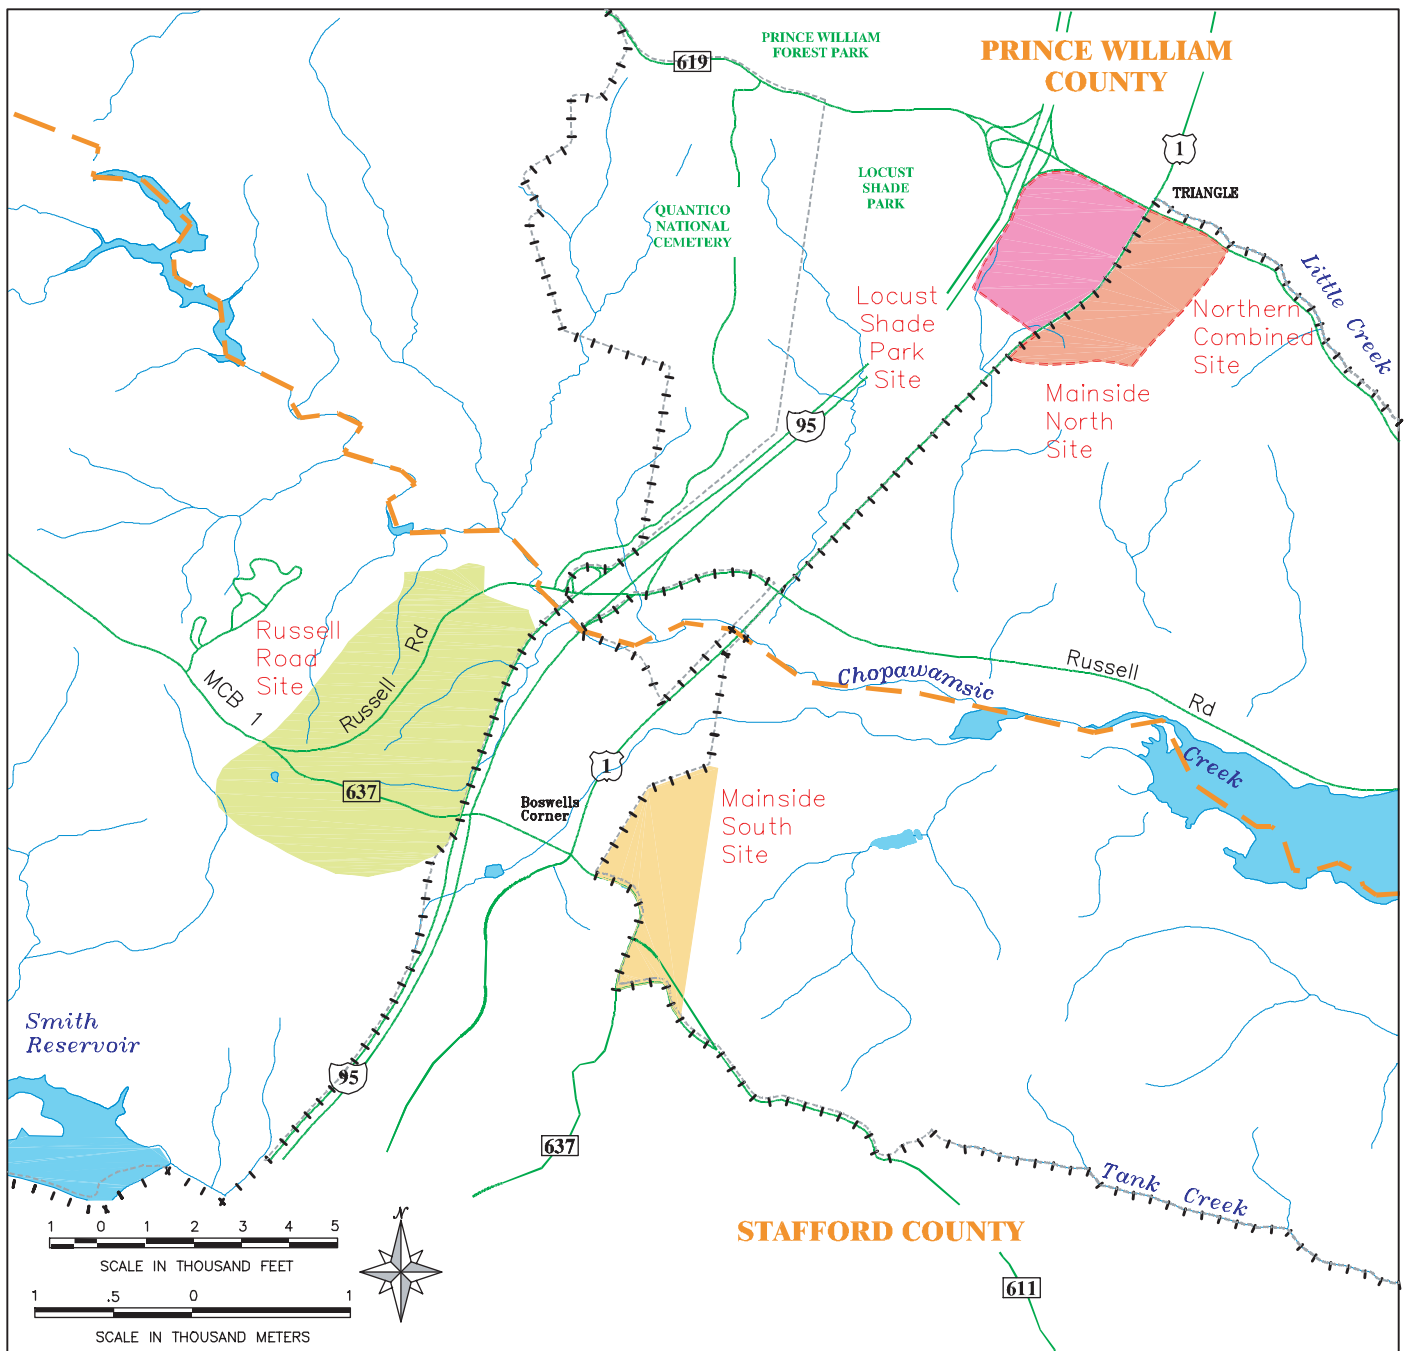 PRINCE WILLIAM
FOREST PARK
PRINCE WILLIAM
COUNTY
619
1
TRIANGLE
LOCUST
SHADE
PARK
QUANTICO
NATIONAL
CEMETERY
Little Creek
Locust
Shade
Park
Site
Northern
Combined
Site
Mainside
North
Site
95
Russell
Road
Site
Rd
Russell
MCB 1
Russell
Rd
Chopawamsic
Creek
1
637
Boswells
Corner
Mainside
South
Site
Smith
Reservoir
95
637
Tank Creek
STAFFORD COUNTY
611
N
1 0 1 2 3 4 5
SCALE IN THOUSAND FEET
1 .5 0 1
SCALE IN THOUSAND METERS